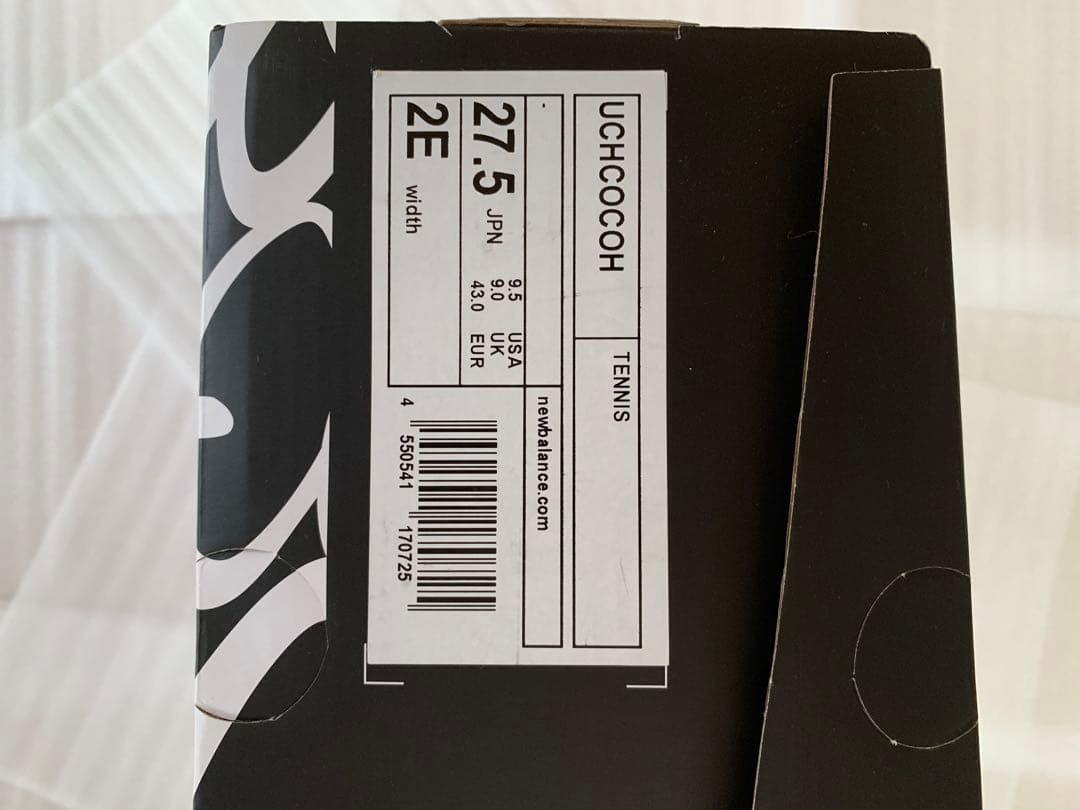 UCHCOCOH TENNIS
newbalance.com
27.5 JPN
9.5 USA
9.0 UK
43.0 EUR
2E width
4 550541 170725